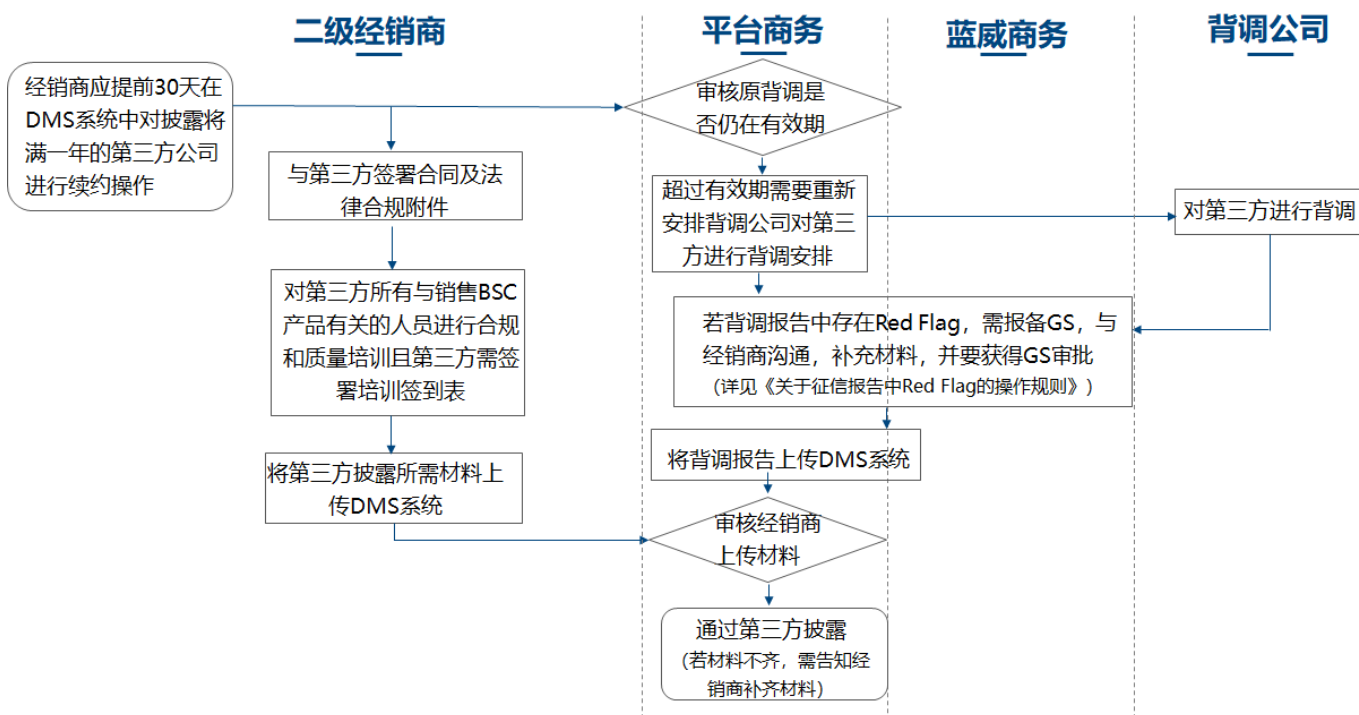 二级经销商
平台商务
蓝威商务
背调公司
经销商应提前30天在
DMS系统中对披露将
满一年的第三方公司
进行续约操作
审核原背调是
否仍在有效期
与第三方签署合同及法
律合规附件
超过有效期需要重新
安排背调公司对第三
方进行背调安排
对第三方进行背调
对第三方所有与销售BSC
产品有关的人员进行合规
和质量培训且第三方需签
署培训签到表
若背调报告中存在Red Flag，需报备GS，与
经销商沟通，补充材料，并要获得GS审批
（详见《关于征信报告中Red Flag的操作规则》）
将第三方披露所需材料上
传DMS系统
将背调报告上传DMS系统
审核经销商
上传材料
通过第三方披露
（若材料不齐，需告知经
销商补齐材料）